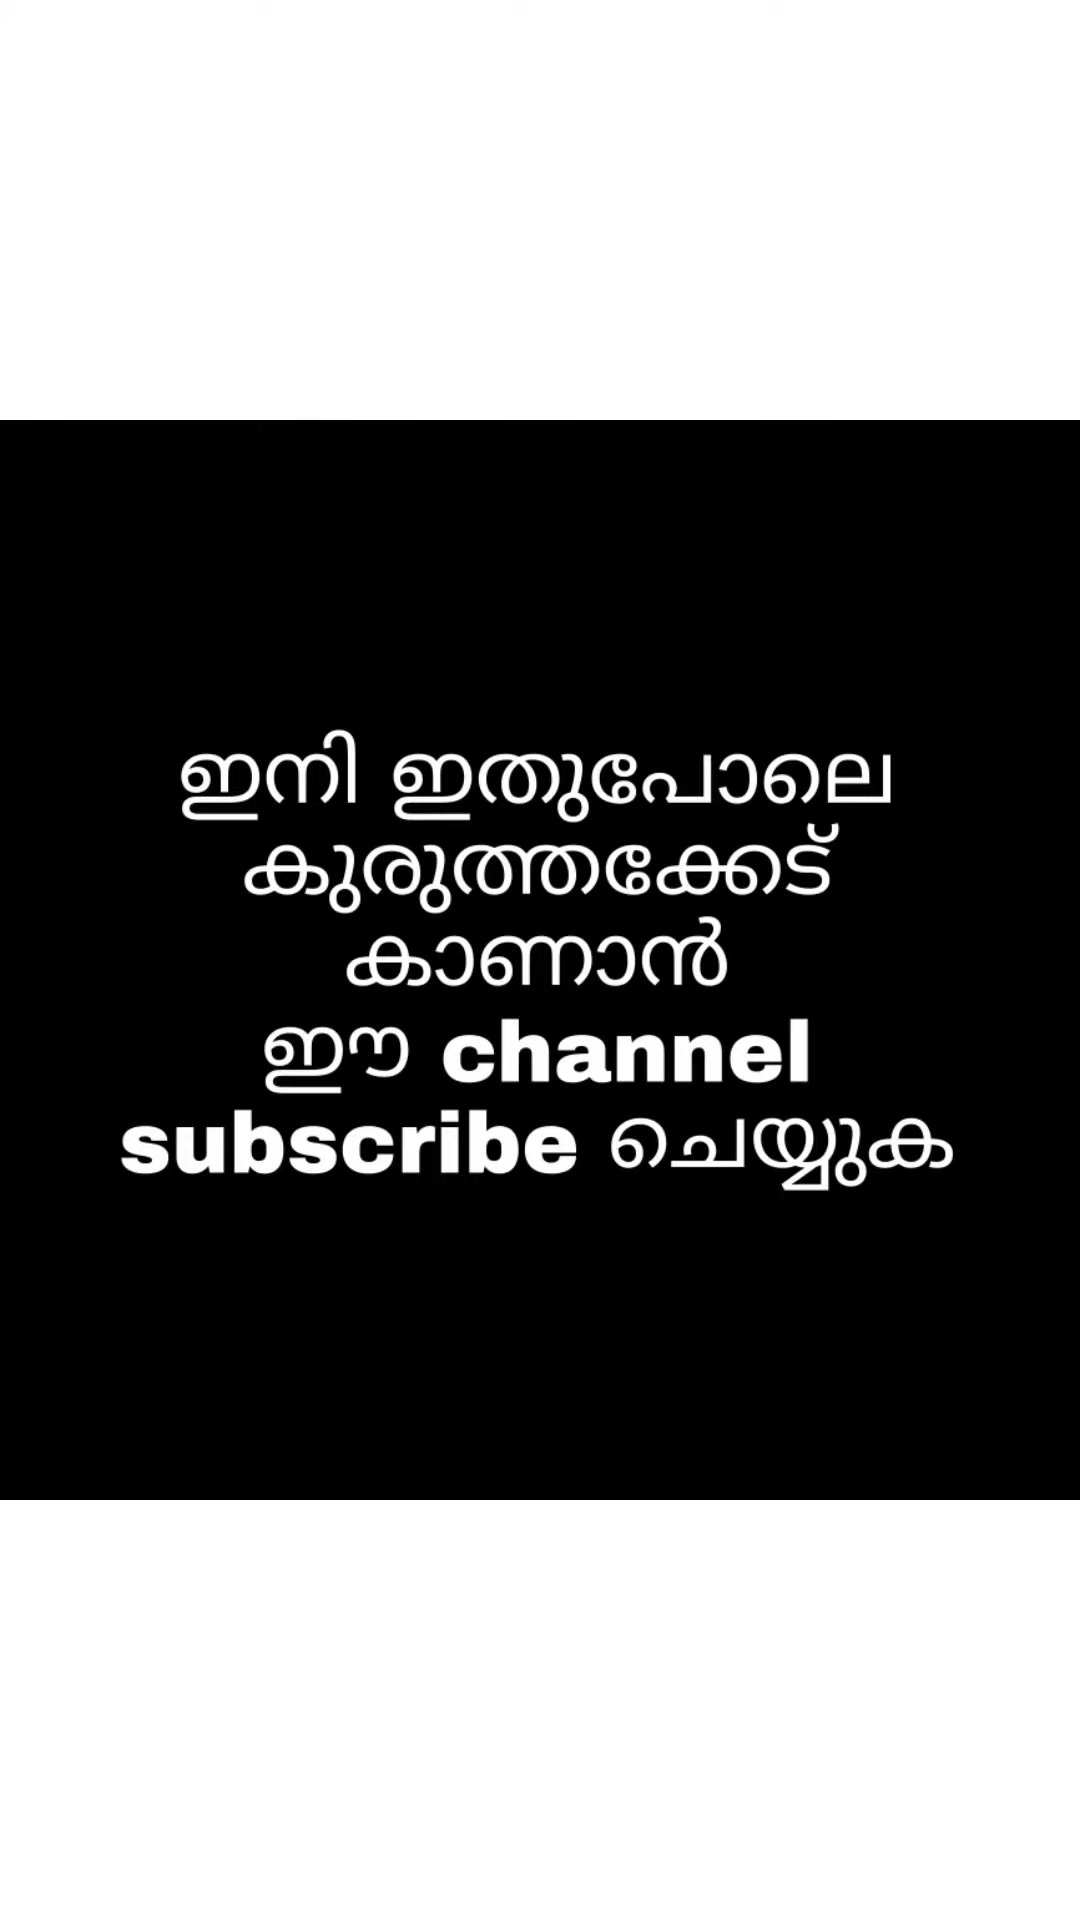 ഇനി ഇതുപോലെ
കുരുത്തക്കേട്
കാണാൻ
ഈ channel
subscribe ചെയ്യുക